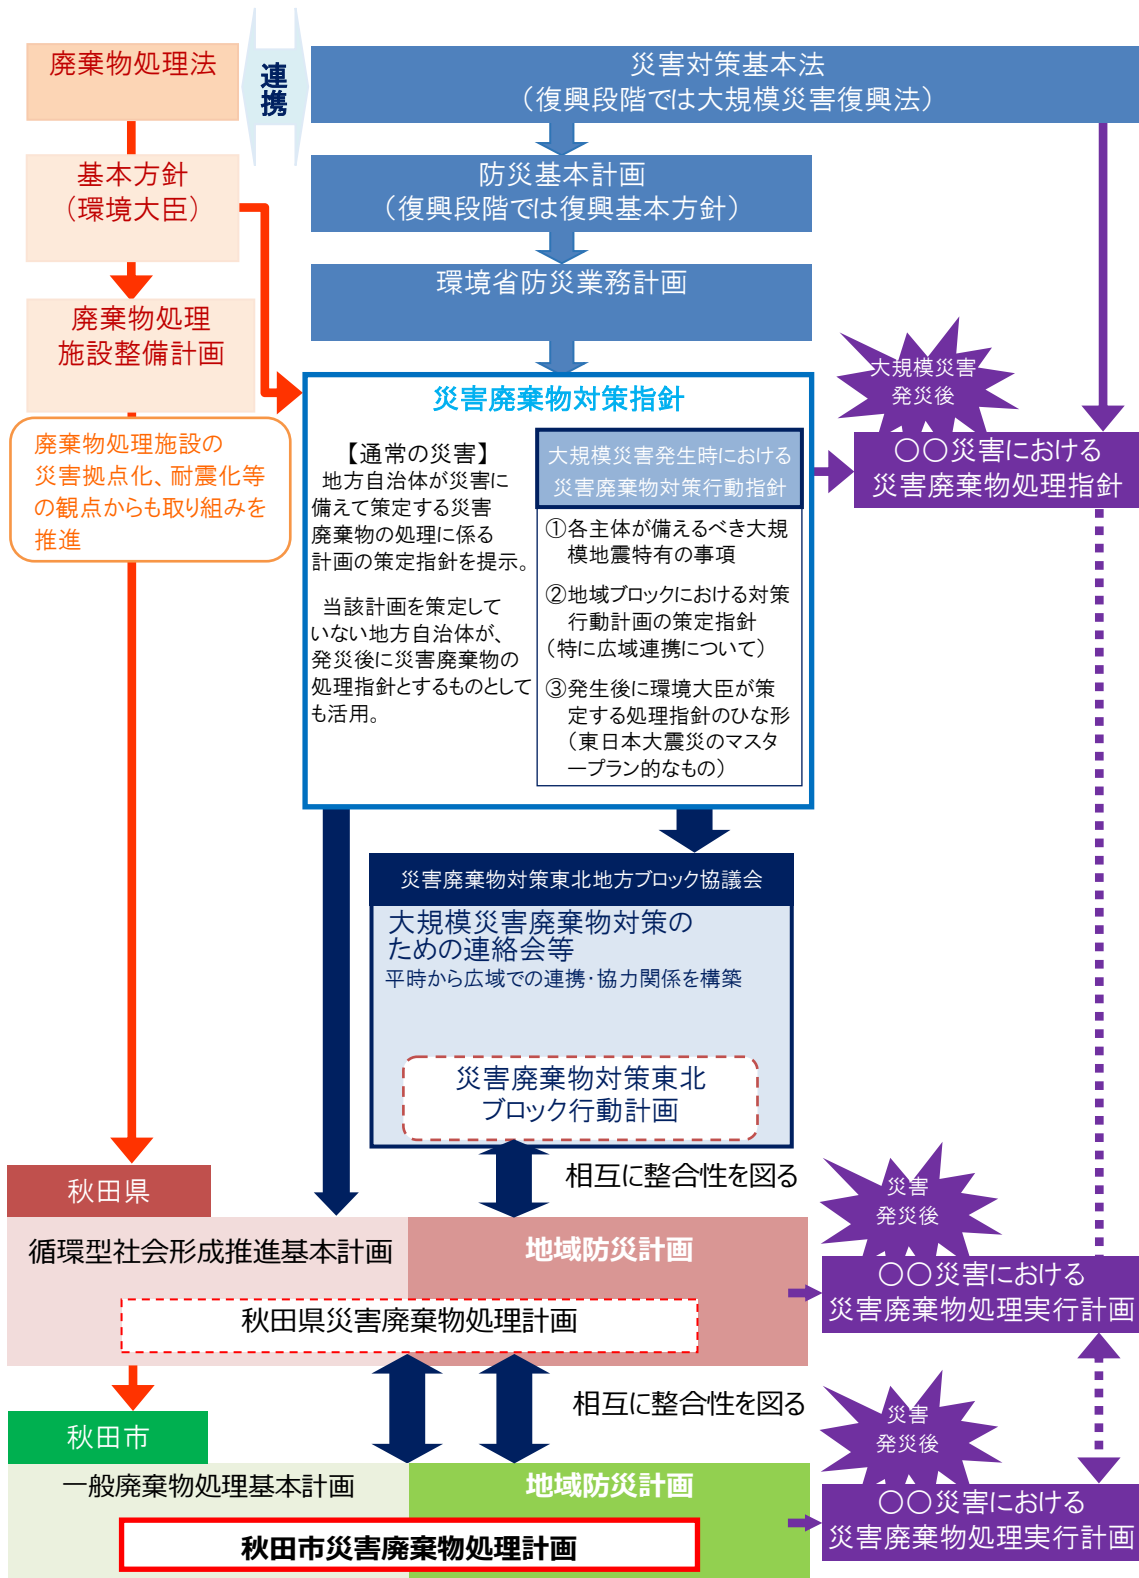 廃棄物処理法
連
携
災害対策基本法
（復興段階では大規模災害復興法）
基本方針
（環境大臣）
防災基本計画
（復興段階では復興基本方針）
環境省防災業務計画
廃棄物処理
施設整備計画
廃棄物処理施設の
災害拠点化、耐震化等
の観点からも取り組みを
推進
災害廃棄物対策指針
【通常の災害】
地方自治体が災害に
備えて策定する災害
廃棄物の処理に係る
計画の策定指針を提示。
当該計画を策定して
いない地方自治体が、
発災後に災害廃棄物の
処理指針とするものとして
も活用。
大規模災害発生時における
災害廃棄物対策行動指針
①各主体が備えるべき大規
模地震特有の事項
②地域ブロックにおける対策
行動計画の策定指針
（特に広域連携について）
③発生後に環境大臣が策
定する処理指針のひな形
（東日本大震災のマスタ
ープラン的なもの）
大規模災害
発災後
〇〇災害における
災害廃棄物処理指針
災害廃棄物対策東北地方ブロック協議会
大規模災害廃棄物対策の
ための連絡会等
平時から広域での連携・協力関係を構築
災害廃棄物対策東北
ブロック行動計画
相互に整合性を図る
秋田県
循環型社会形成推進基本計画
地域防災計画
秋田県災害廃棄物処理計画
災害
発災後
〇〇災害における
災害廃棄物処理実行計画
相互に整合性を図る
秋田市
一般廃棄物処理基本計画
地域防災計画
秋田市災害廃棄物処理計画
災害
発災後
〇〇災害における
災害廃棄物処理実行計画